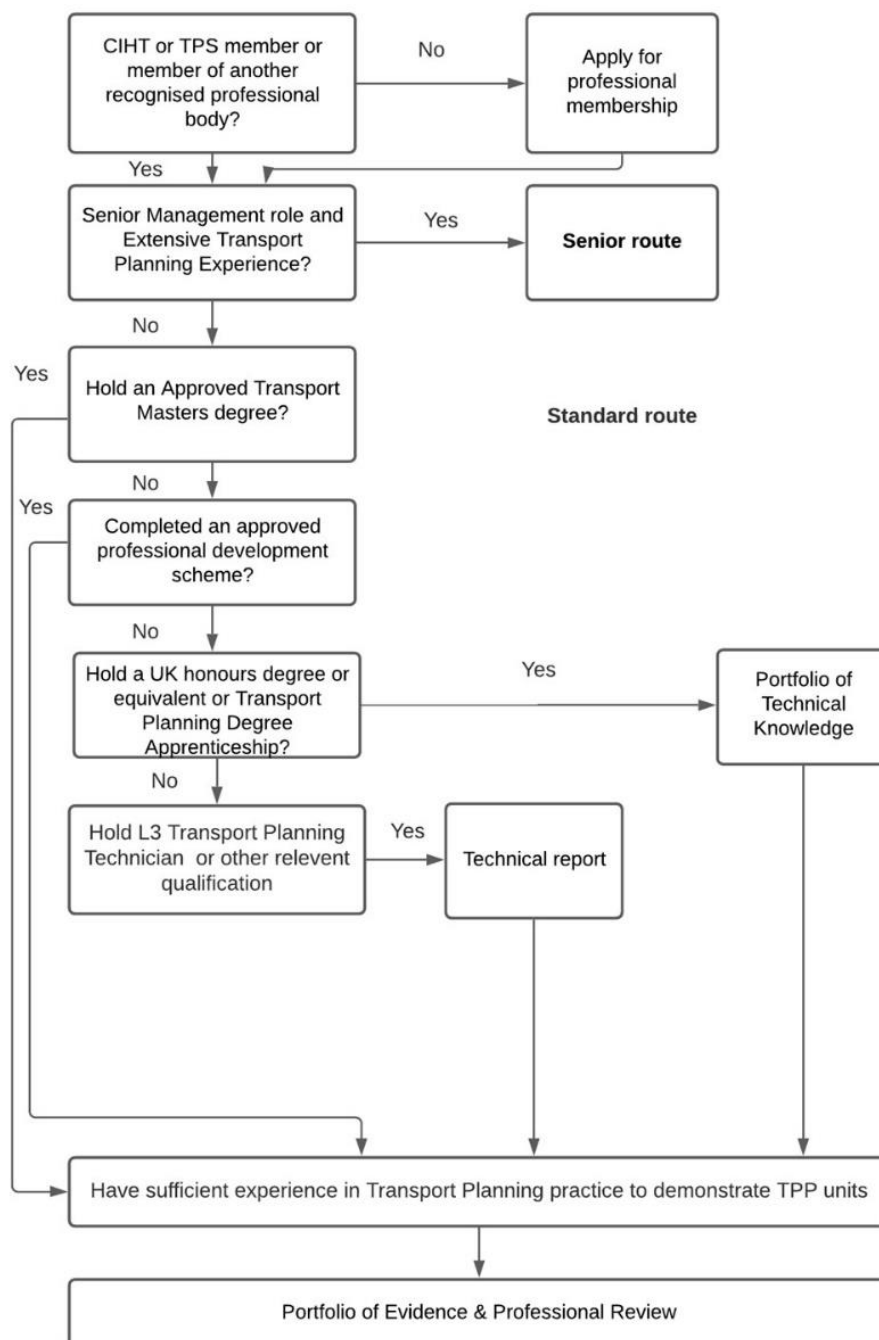 CIHT or TPS member or
member of another
recognised professional
body?
No
Apply for
professional
membership
Yes
Senior Management role and
Extensive Transport
Planning Experience?
Yes
Senior route
No
Yes
Hold an Approved Transport
Masters degree?
Standard route
No
Yes
Completed an approved
professional development
scheme?
No
Hold a UK honours degree or
equivalent or Transport
Planning Degree
Apprenticeship?
Yes
Portfolio of
Technical
Knowledge
No
Hold L3 Transport Planning
Technician or other relevent
qualification
Yes
Technical report
Have sufficient experience in Transport Planning practice to demonstrate TPP units
Portfolio of Evidence & Professional Review